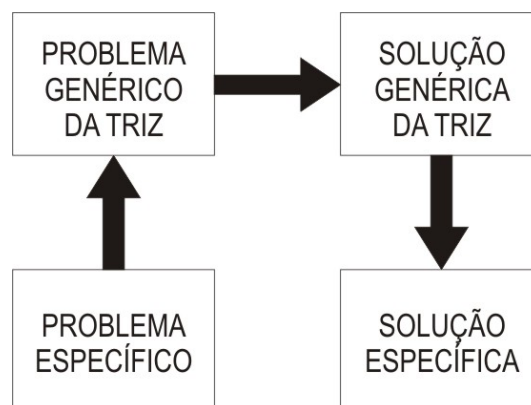 PROBLEMA
GENÉRICO
DA TRIZ
SOLUÇÃO
GENÉRICA
DA TRIZ
PROBLEMA
ESPECÍFICO
SOLUÇÃO
ESPECÍFICA